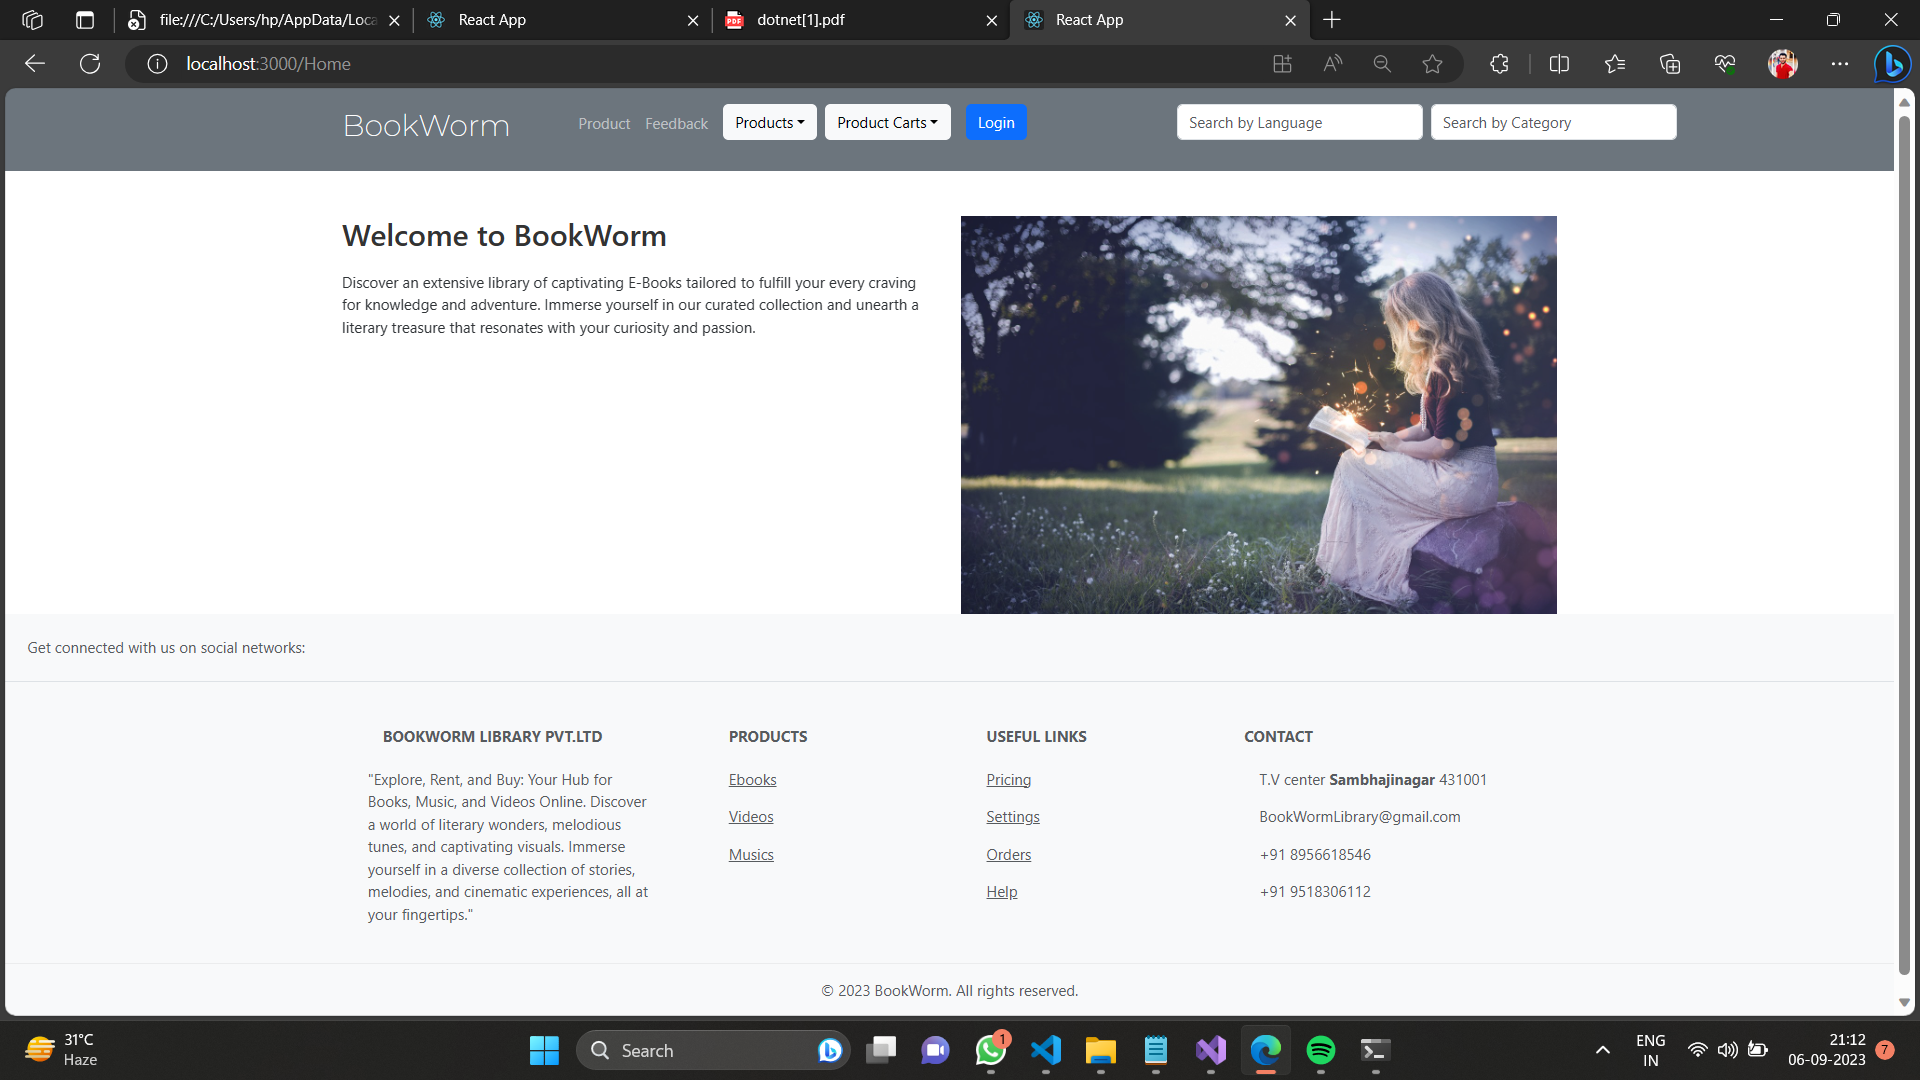 file:///C:/Users/hp/AppData/Loca
React App
dotnet[1].pdf
React App
localhost:3000/Home
BookWorm
Product
Feedback
Products
Product Carts
Login
Search by Language
Search by Category
Welcome to BookWorm
Discover an extensive library of captivating E-Books tailored to fulfill your every craving
for knowledge and adventure. Immerse yourself in our curated collection and unearth a
literary treasure that resonates with your curiosity and passion.
Get connected with us on social networks:
BOOKWORM LIBRARY PVT.LTD
"Explore, Rent, and Buy: Your Hub for
Books, Music, and Videos Online. Discover
a world of literary wonders, melodious
tunes, and captivating visuals. Immerse
yourself in a diverse collection of stories,
melodies, and cinematic experiences, all at
your fingertips."
PRODUCTS
Ebooks
Videos
Musics
USEFUL LINKS
Pricing
Settings
Orders
Help
CONTACT
T.V center Sambhajinagar 431001
BookWormLibrary@gmail.com
+91 8956618546
+91 9518306112
© 2023 BookWorm. All rights reserved.
31°C
Haze
Search
1
ENG
IN
21:12
06-09-2023
7